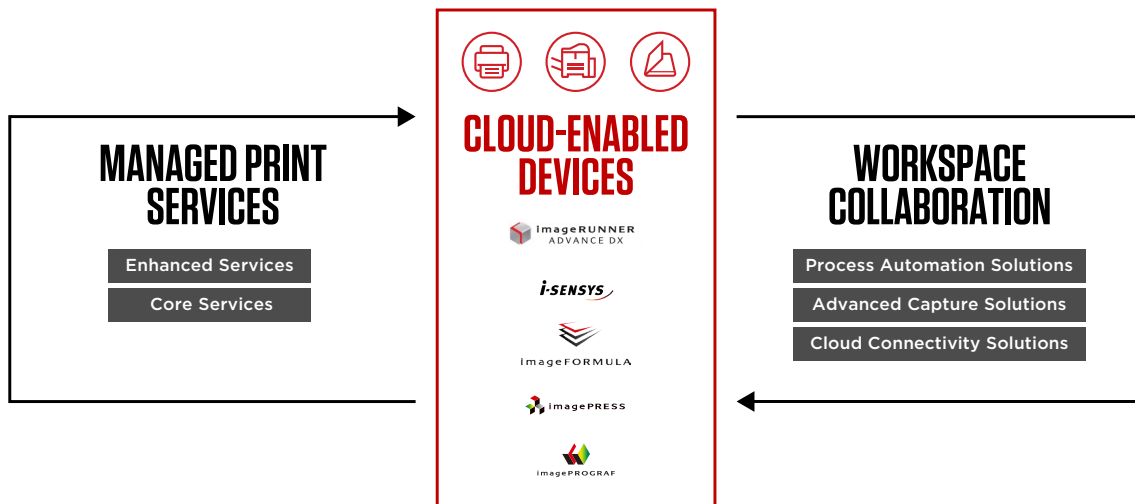 MANAGED PRINT
SERVICES
Enhanced Services
Core Services
CLOUD-ENABLED
DEVICES
imageRUNNER
ADVANCE DX
i-SENSYS
imageFORMULA
imagePRESS
imagePROGRAF
WORKSPACE
COLLABORATION
Process Automation Solutions
Advanced Capture Solutions
Cloud Connectivity Solutions